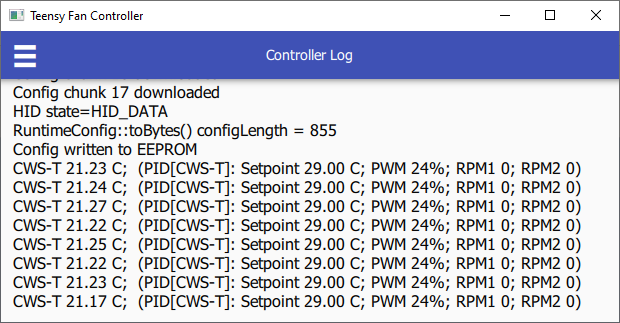 Teensy Fan Controller
Controller Log
Config chunk 17 downloaded
HID state=HID_DATA
RuntimeConfig::toBytes() configLength = 855
Config written to EEPROM
CWS-T 21.23 C;  (PID[CWS-T]: Setpoint 29.00 C; PWM 24%; RPM1 0; RPM2 0)
CWS-T 21.24 C;  (PID[CWS-T]: Setpoint 29.00 C; PWM 24%; RPM1 0; RPM2 0)
CWS-T 21.27 C;  (PID[CWS-T]: Setpoint 29.00 C; PWM 24%; RPM1 0; RPM2 0)
CWS-T 21.22 C;  (PID[CWS-T]: Setpoint 29.00 C; PWM 24%; RPM1 0; RPM2 0)
CWS-T 21.25 C;  (PID[CWS-T]: Setpoint 29.00 C; PWM 24%; RPM1 0; RPM2 0)
CWS-T 21.22 C;  (PID[CWS-T]: Setpoint 29.00 C; PWM 24%; RPM1 0; RPM2 0)
CWS-T 21.23 C;  (PID[CWS-T]: Setpoint 29.00 C; PWM 24%; RPM1 0; RPM2 0)
CWS-T 21.17 C;  (PID[CWS-T]: Setpoint 29.00 C; PWM 24%; RPM1 0; RPM2 0)